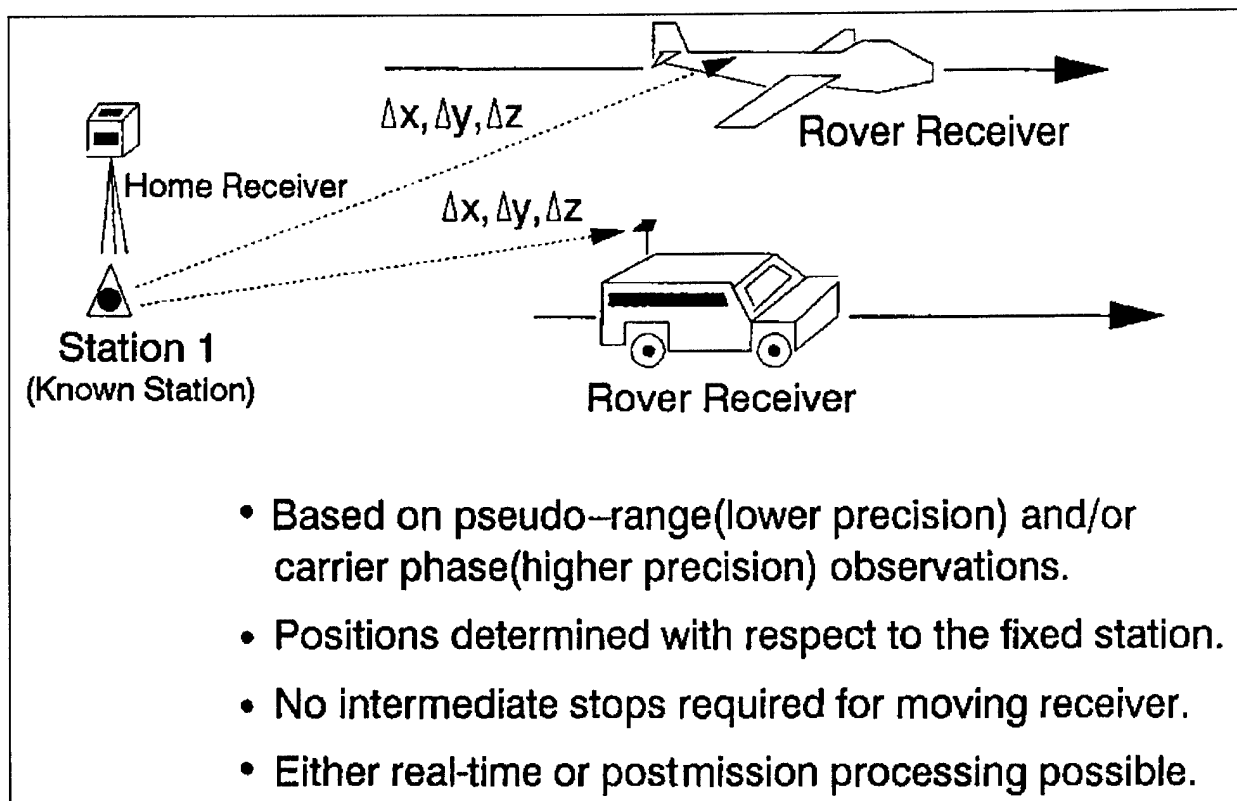 Δx, Δy, Δz
Rover Receiver
Home Receiver
Δx, Δy, Δz
Station 1
(Known Station)
Rover Receiver
• Based on pseudo–range(lower precision) and/or
carrier phase(higher precision) observations.
• Positions determined with respect to the fixed station.
• No intermediate stops required for moving receiver.
• Either real-time or postmission processing possible.